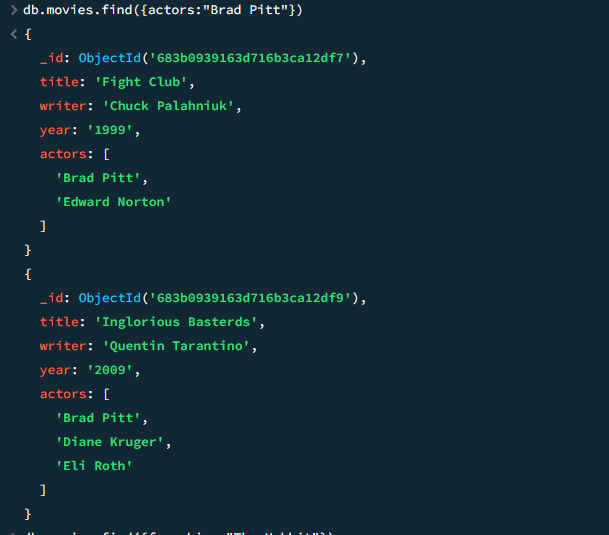 > db.movies.find({actors:"Brad Pitt"})
< {
_id: ObjectId('683b0939163d716b3ca12df7'),
title: 'Fight Club',
writer: 'Chuck Palahniuk',
year: '1999',
actors: [
'Brad Pitt',
'Edward Norton'
]
}
{
_id: ObjectId('683b0939163d716b3ca12df9'),
title: 'Inglorious Basterds',
writer: 'Quentin Tarantino',
year: '2009',
actors: [
'Brad Pitt',
'Diane Kruger',
'Eli Roth'
]
}